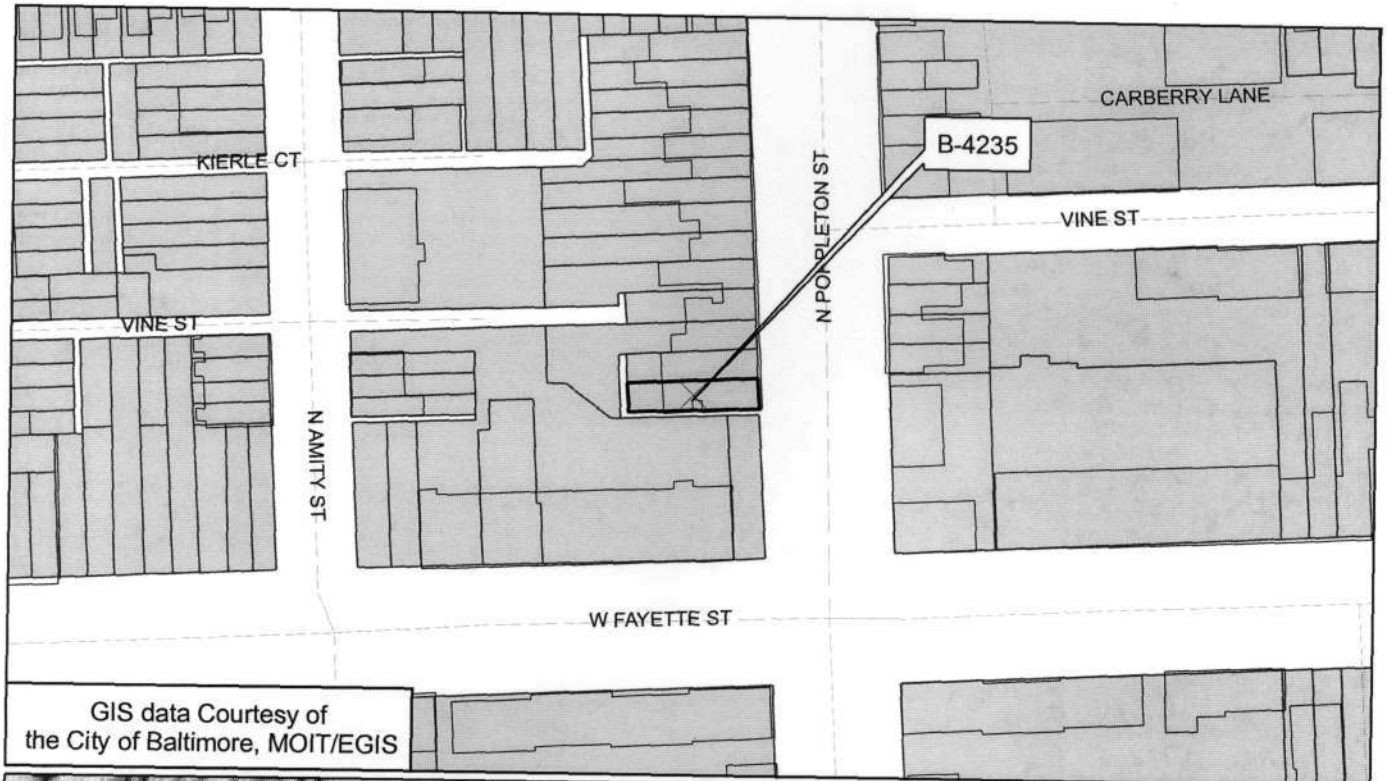 CARBERRY LANE
B-4235
KIERLE CT
N POPPLETON ST
VINE ST
VINE ST
N AMITY ST
W FAYETTE ST
GIS data Courtesy of
the City of Baltimore, MOIT/EGIS